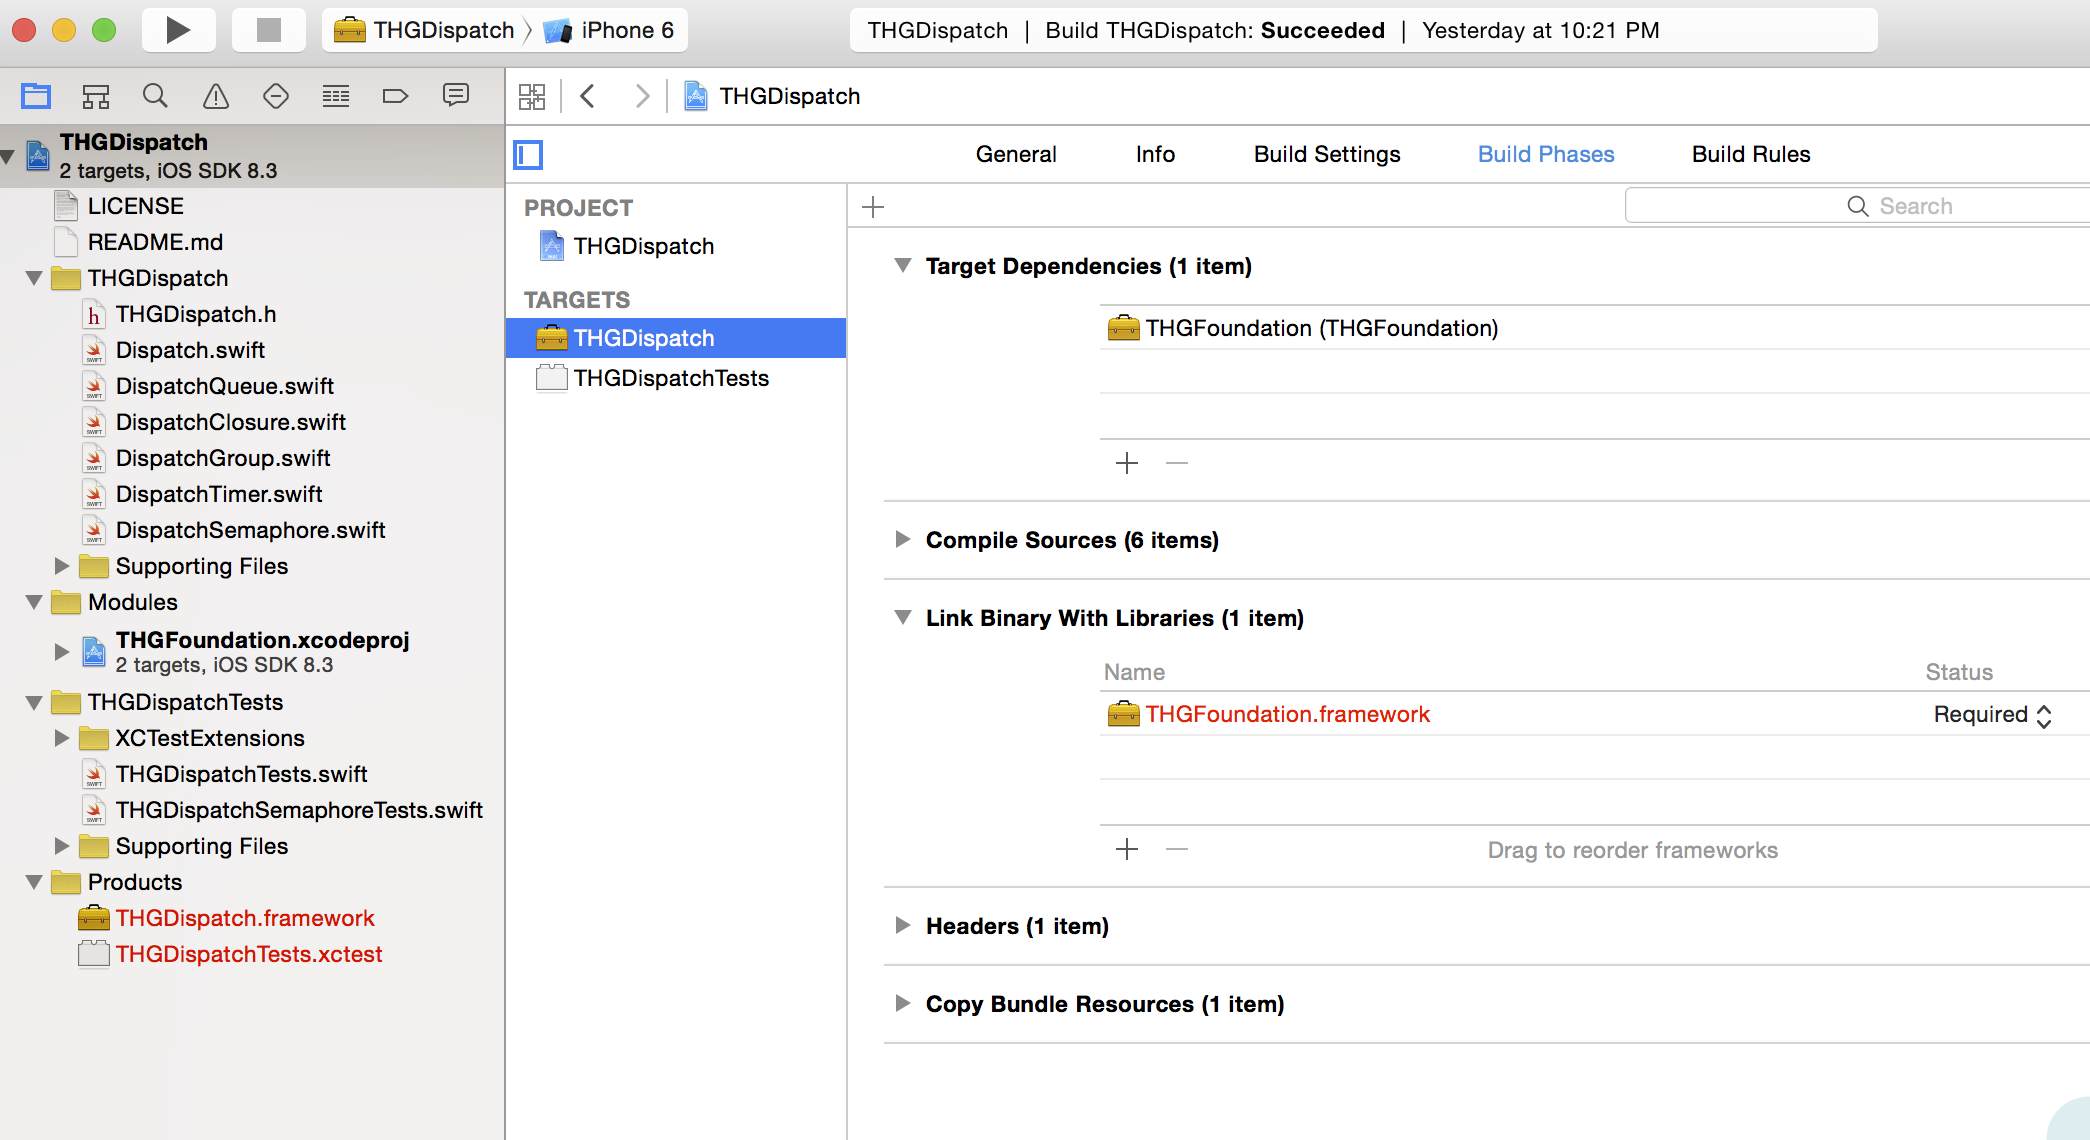 THGDispatch iPhone 6
THGDispatch | Build THGDispatch: Succeeded | Yesterday at 10:21 PM
THGDispatch
2 targets, iOS SDK 8.3
LICENSE
README.md
THGDispatch
THGDispatch.h
Dispatch.swift
DispatchQueue.swift
DispatchClosure.swift
DispatchGroup.swift
DispatchTimer.swift
DispatchSemaphore.swift
Supporting Files
Modules
THGFoundation.xcodeproj
2 targets, iOS SDK 8.3
THGDispatchTests
XCTestExtensions
THGDispatchTests.swift
THGDispatchSemaphoreTests.swift
Supporting Files
Products
THGDispatch.framework
THGDispatchTests.xctest
THGDispatch
General Info Build Settings Build Phases Build Rules
PROJECT
THGDispatch
TARGETS
THGDispatch
THGDispatchTests
Search
Target Dependencies (1 item)
THGFoundation (THGFoundation)
Compile Sources (6 items)
Link Binary With Libraries (1 item)
Name Status
THGFoundation.framework Required
Drag to reorder frameworks
Headers (1 item)
Copy Bundle Resources (1 item)